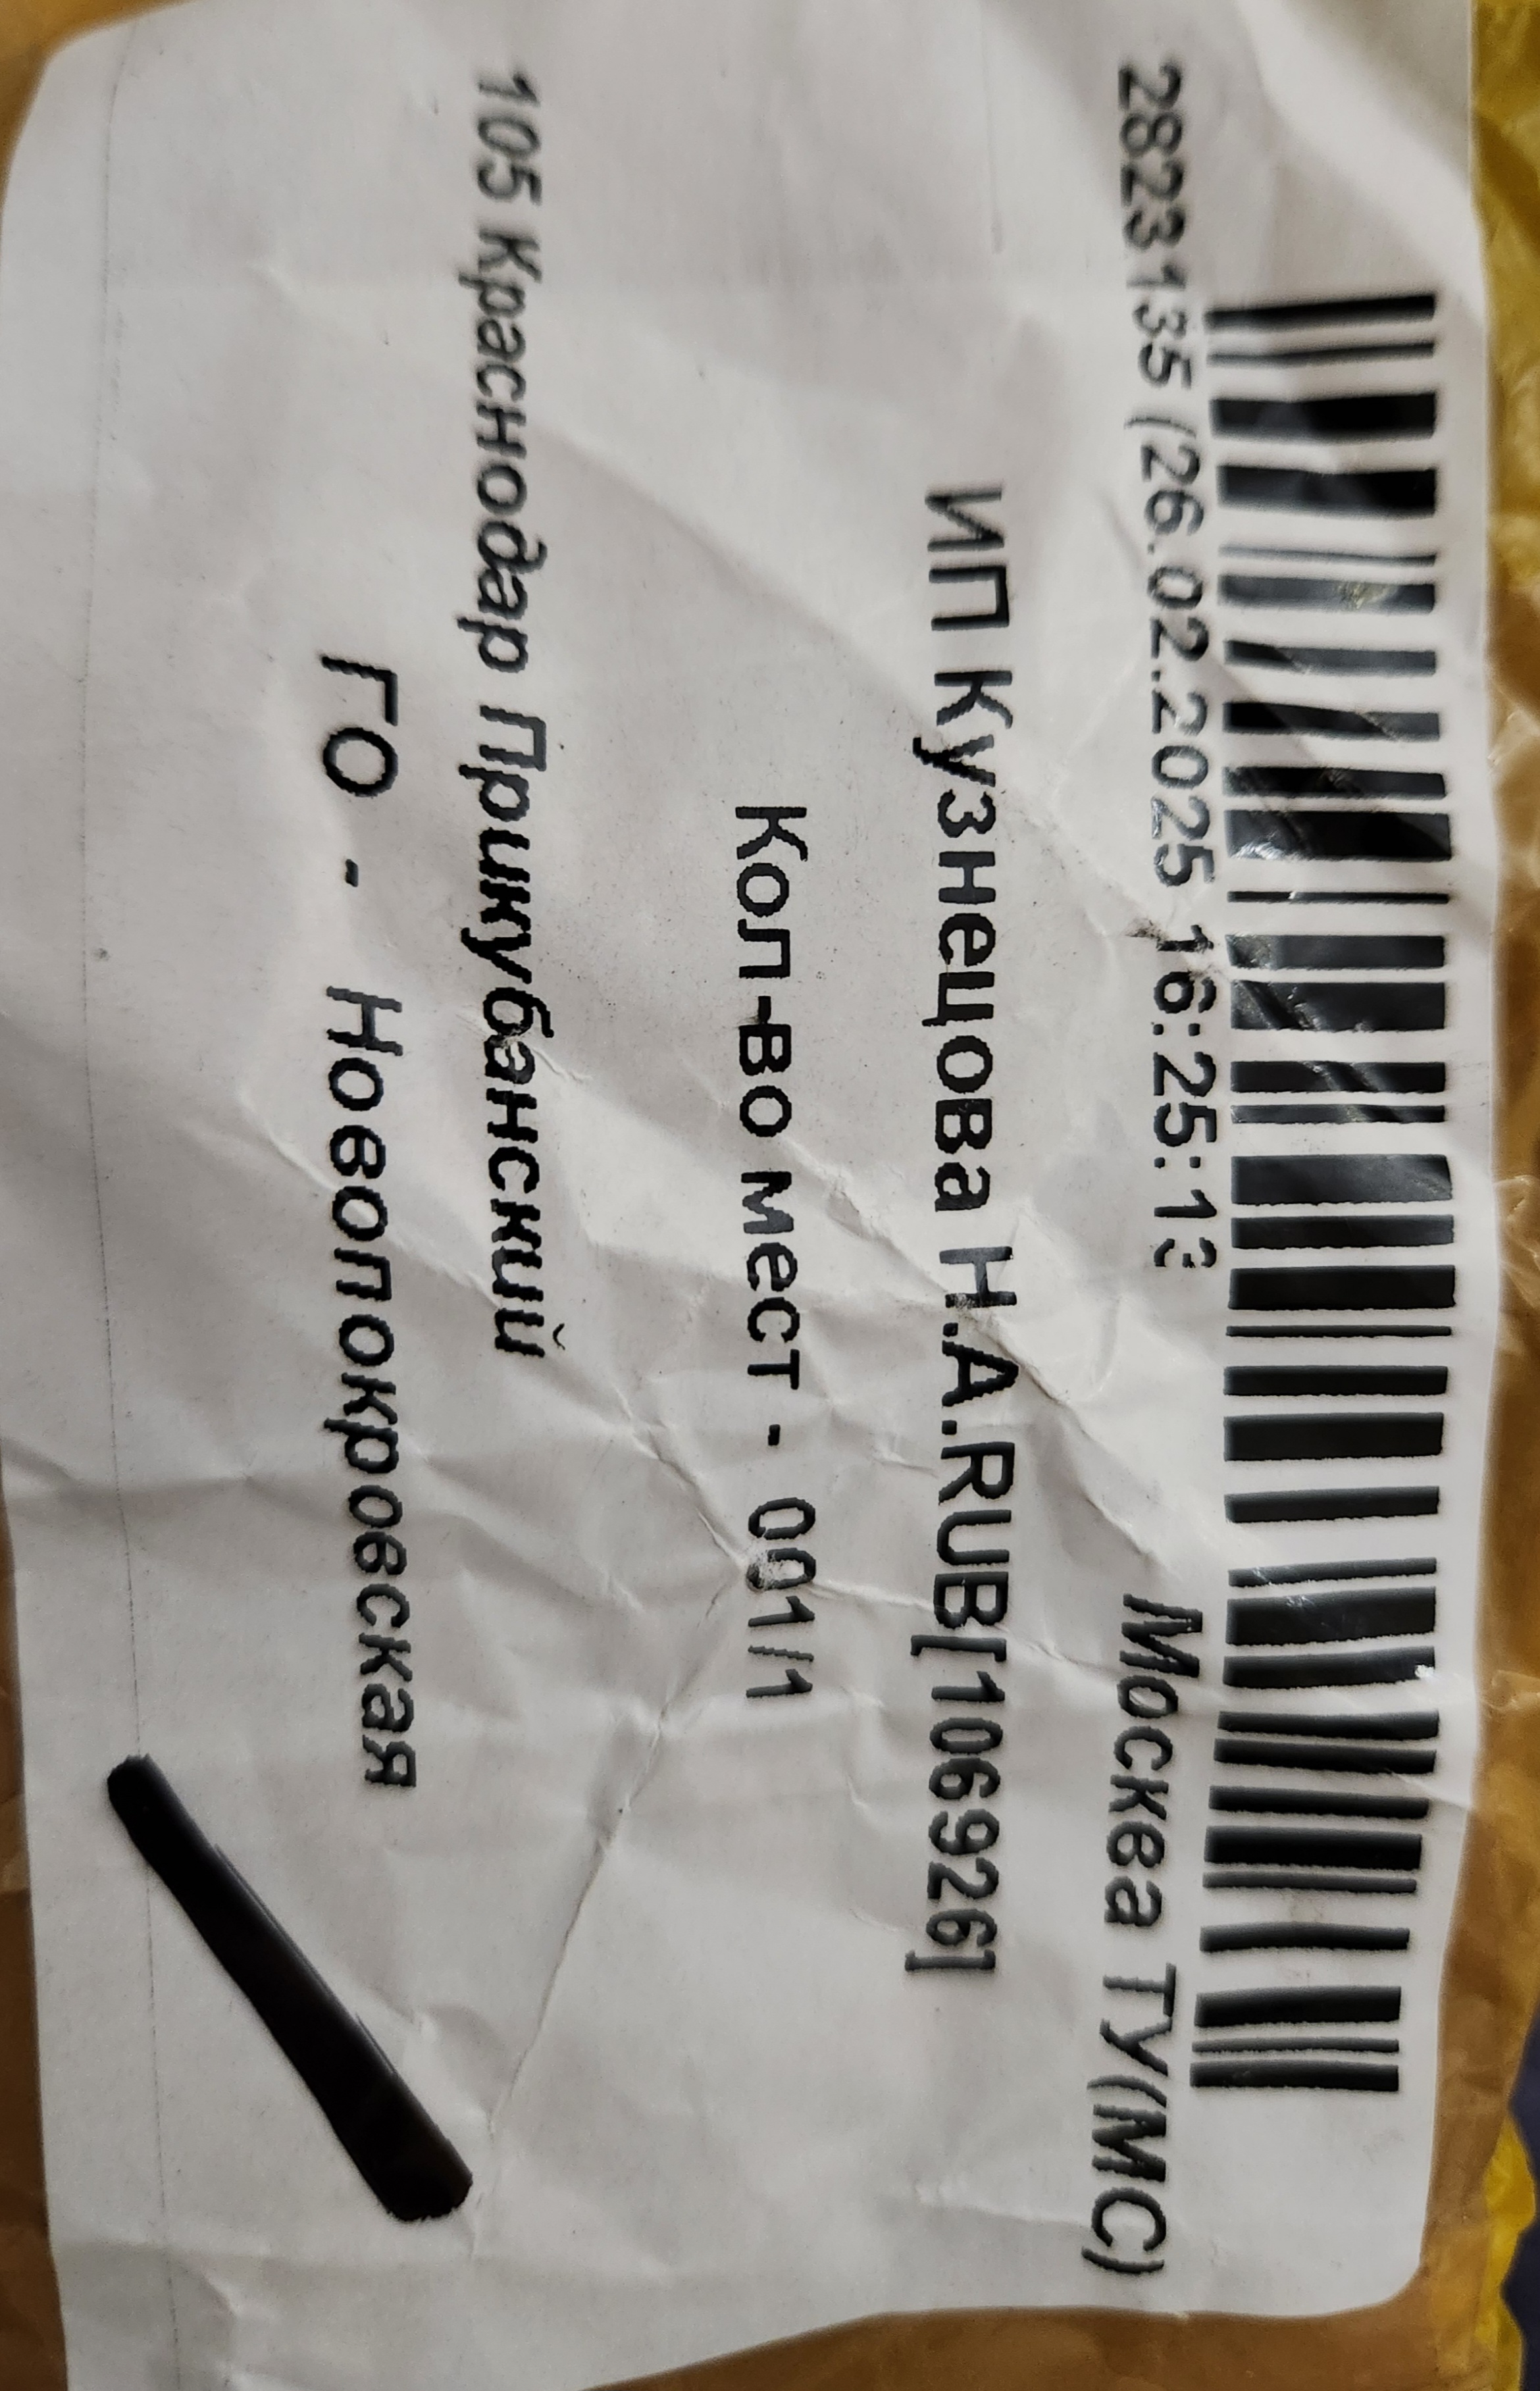 2823135 (26.02.2025 16:25:13 Москва ТУ(МС)
ИП Кузнецова Н.А.RUB[106926]
Кол-во мест - 001/1
105 Краснодар Прикубанский
ГО - Новопокровская